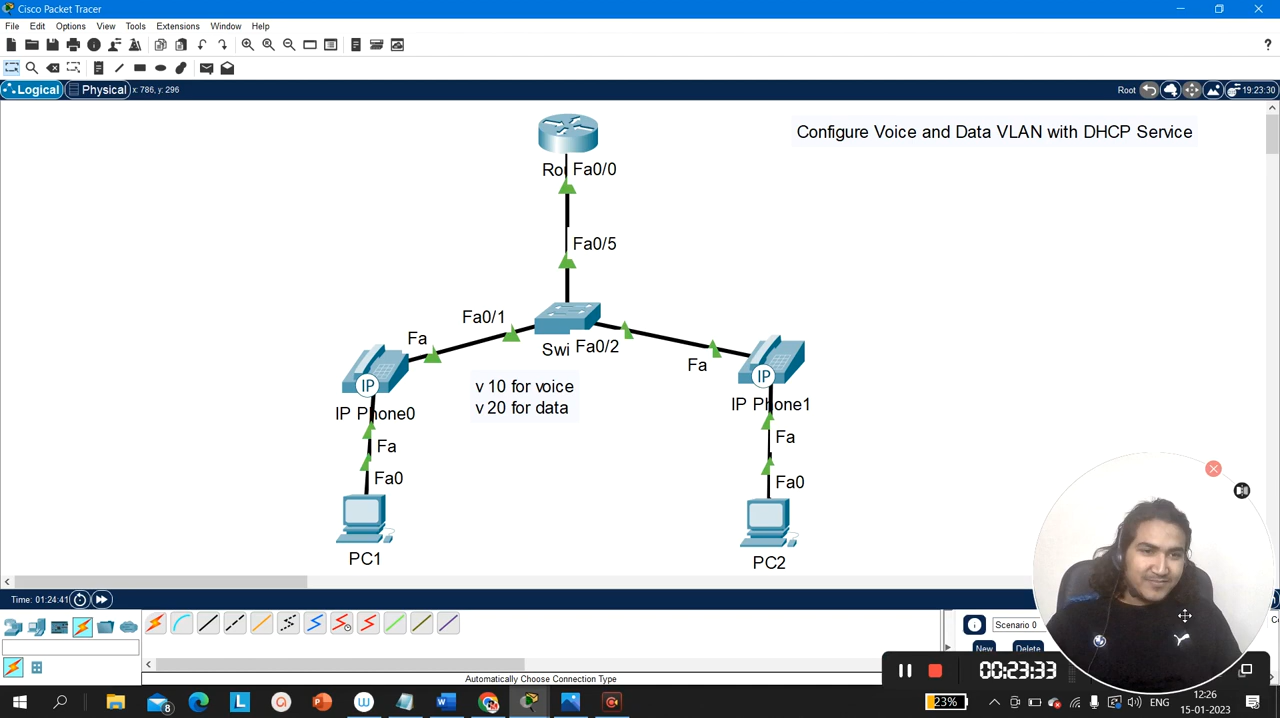 Cisco Packet Tracer
File Edit Options View Tools Extensions Window Help
?
Logical Physical x: 786, y: 296
Root 19:23:30
Configure Voice and Data VLAN with DHCP Service
Rou Fa0/0
Fa0/5
Fa0/1
Swi Fa0/2
Fa
Fa
v 10 for voice
v 20 for data
IP
IP
IP Phone0
IP Phone1
Fa
Fa
Fa0
Fa0
PC1
PC2
Time: 01:24:41
Scenario 0
New Delete
00:23:33
Automatically Choose Connection Type
8
L
23%
ENG
12:26
15-01-2023